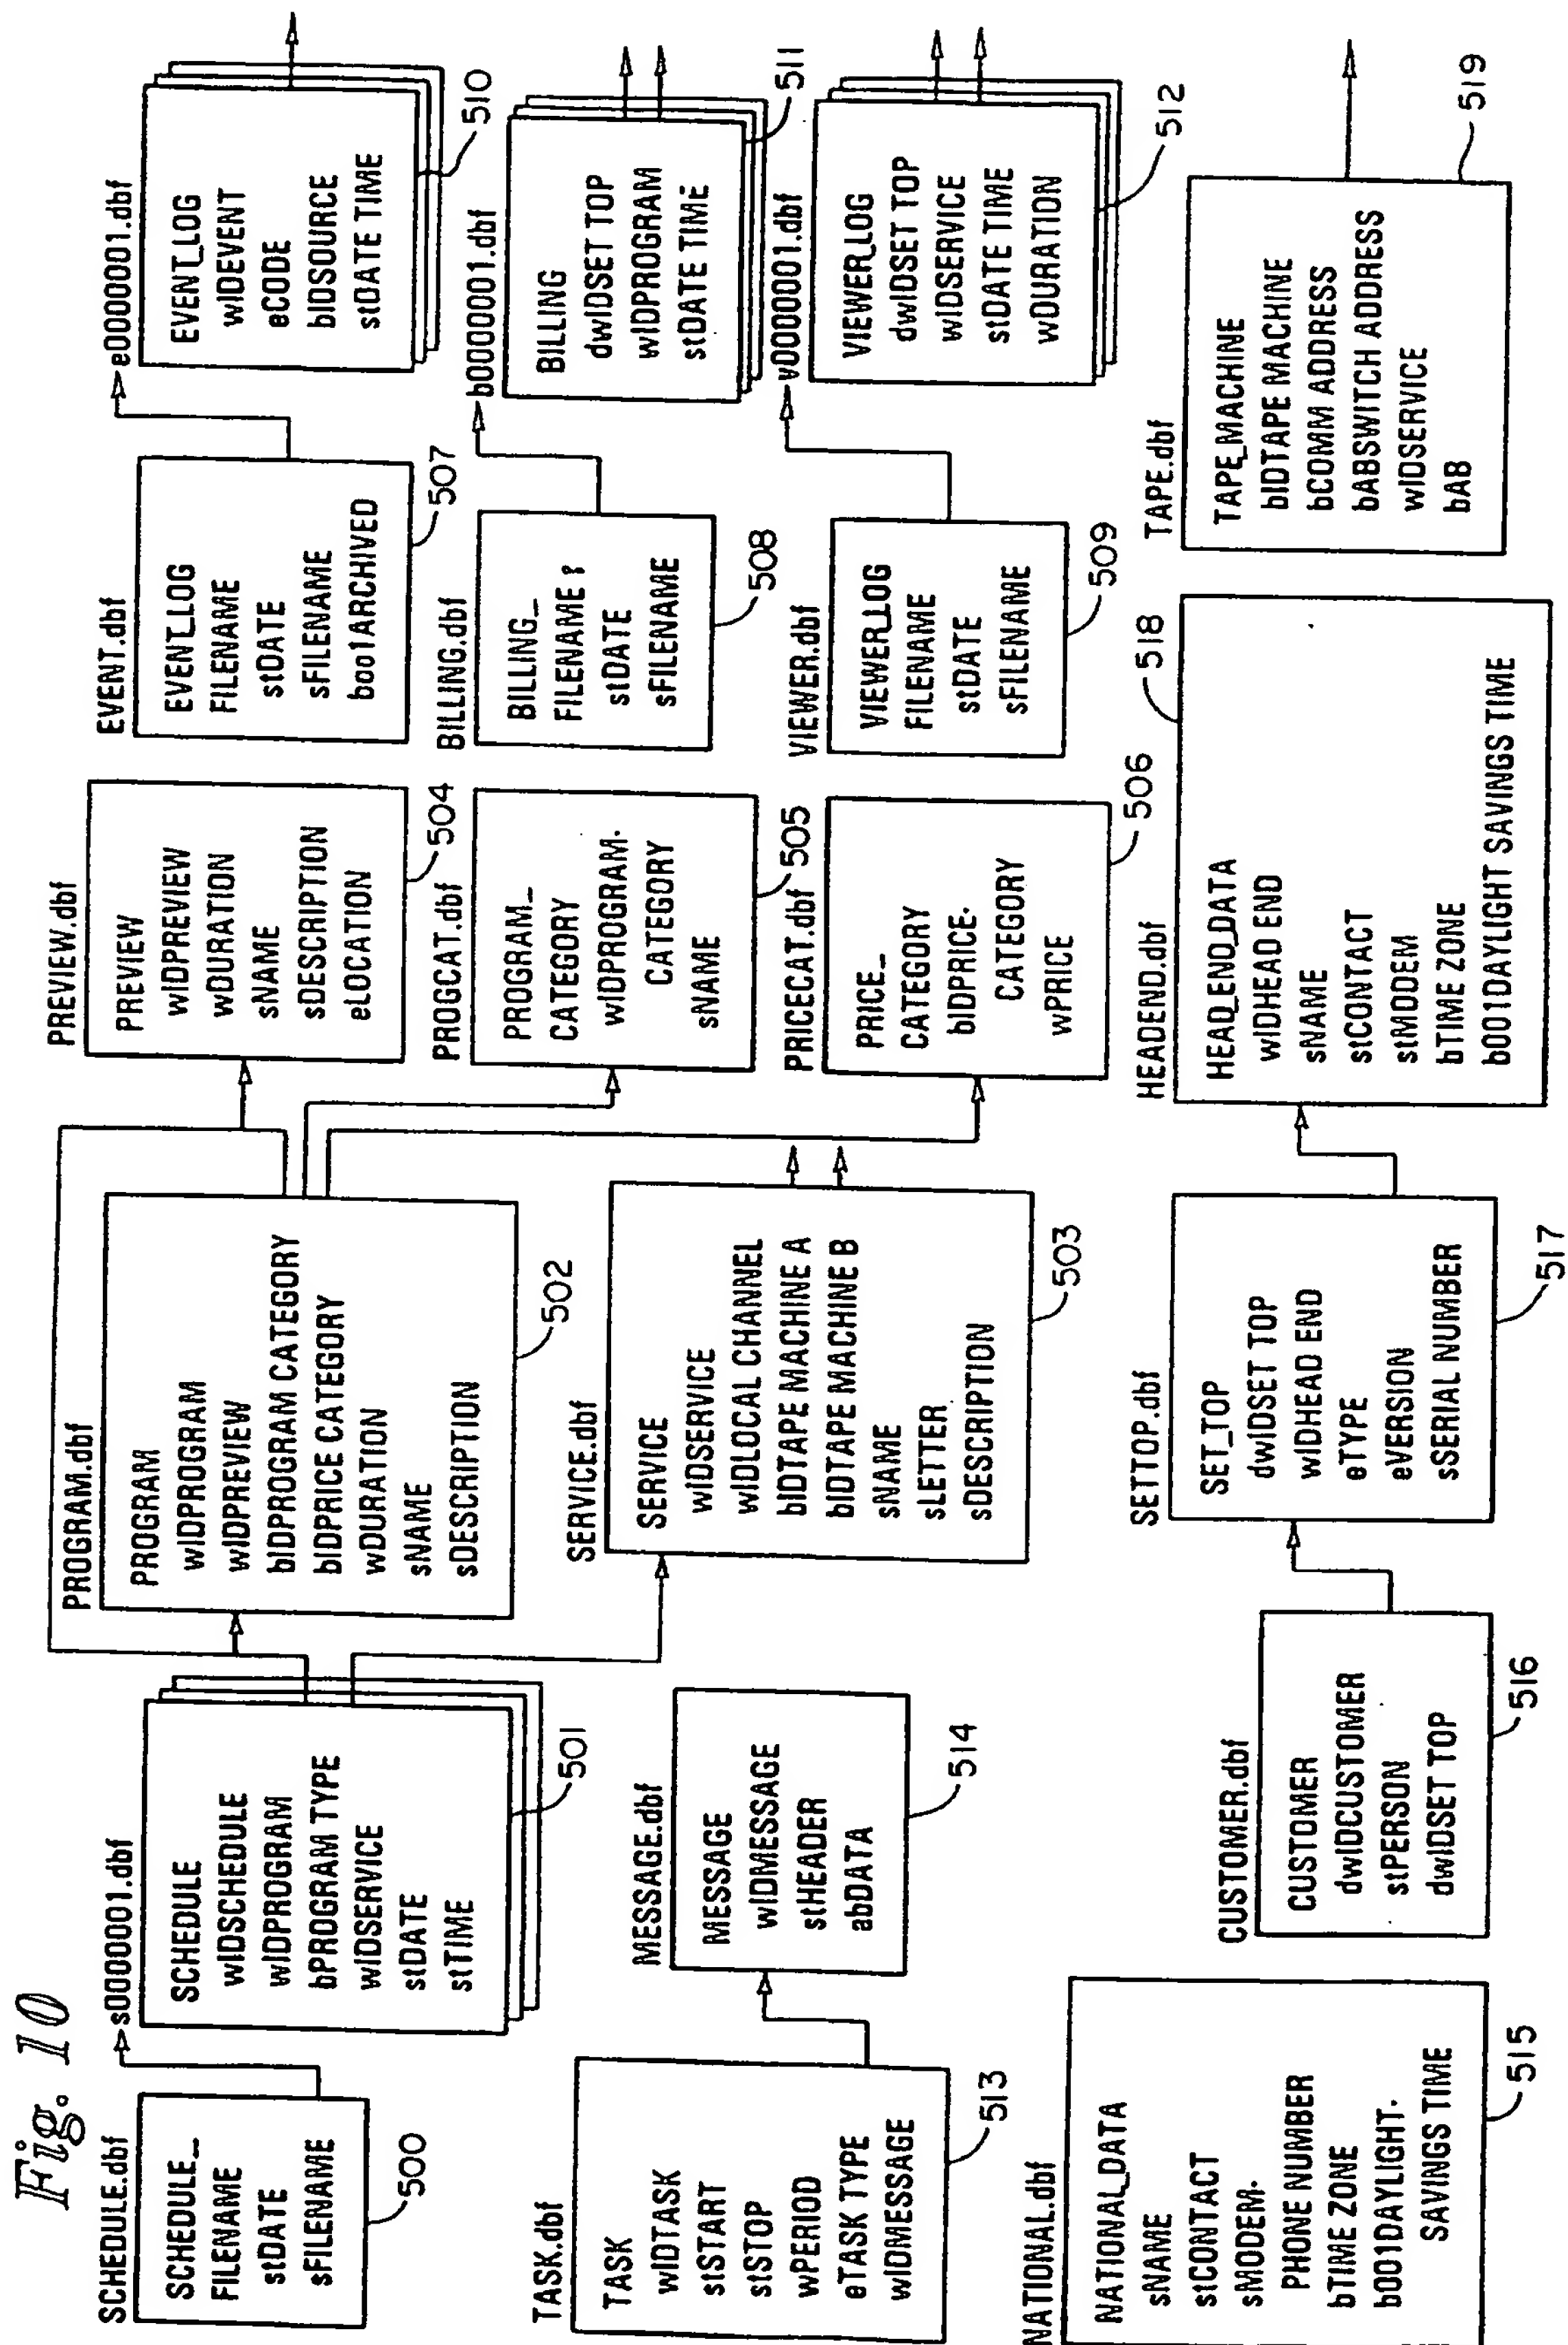 Fig. 10
SCHEDULE.dbf
SCHEDULE_
FILENAME
stDATE
sFILENAME
500
s0000001.dbf
SCHEDULE
wIDSCHEDULE
wIDPROGRAM
bPROGRAM TYPE
wIDSERVICE
stDATE
stTIME
501
PROGRAM.dbf
PROGRAM
wIDPROGRAM
wIDPREVIEW
bIDPROGRAM CATEGORY
bIDPRICE CATEGORY
wDURATION
sNAME
sDESCRIPTION
502
SERVICE.dbf
SERVICE
wIDSERVICE
wIDLOCAL CHANNEL
bIDTAPE MACHINE A
bIDTAPE MACHINE B
sNAME
sLETTER
sDESCRIPTION
503
PREVIEW.dbf
PREVIEW
wIDPREVIEW
wDURATION
sNAME
sDESCRIPTION
eLOCATION
504
PROGCAT.dbf
PROGRAM_
CATEGORY
wIDPROGRAM.
CATEGORY
sNAME
505
PRICECAT.dbf
PRICE_
CATEGORY
bIDPRICE.
CATEGORY
wPRICE
506
EVENT.dbf
EVENT_LOG
FILENAME
stDATE
sFILENAME
boo1ARCHIVED
507
BILLING.dbf
BILLING_
FILENAME ?
stDATE
sFILENAME
508
VIEWER.dbf
VIEWER_LOG
FILENAME
stDATE
sFILENAME
509
e0000001.dbf
EVENT_LOG
wIDEVENT
eCODE
bIDSOURCE
stDATE TIME
510
b0000001.dbf
BILLING
dwIDSET TOP
wIDPROGRAM
stDATE TIME
511
v0000001.dbf
VIEWER_LOG
dwIDSET TOP
wIDSERVICE
stDATE TIME
wDURATION
512
TASK.dbf
TASK
wIDTASK
stSTART
stSTOP
wPERIOD
eTASK TYPE
wIDMESSAGE
513
MESSAGE.dbf
MESSAGE
wIDMESSAGE
stHEADER
abDATA
514
NATIONAL.dbf
NATIONAL_DATA
sNAME
stCONTACT
sMODEM.
PHONE NUMBER
bTIME ZONE
b001DAYLIGHT.
SAVINGS TIME
515
CUSTOMER.dbf
CUSTOMER
dwIDCUSTOMER
stPERSON
dwIDSET TOP
516
SETTOP.dbf
SET_TOP
dwIDSET TOP
wIDHEAD END
eTYPE
eVERSION
sSERIAL NUMBER
517
HEADEND.dbf
HEAD_END_DATA
wIDHEAD END
sNAME
stCONTACT
stMODEM
bTIME ZONE
b001DAYLIGHT SAVINGS TIME
518
TAPE.dbf
TAPE_MACHINE
bIDTAPE MACHINE
bCOMM ADDRESS
bABSWITCH ADDRESS
wIDSERVICE
bAB
519